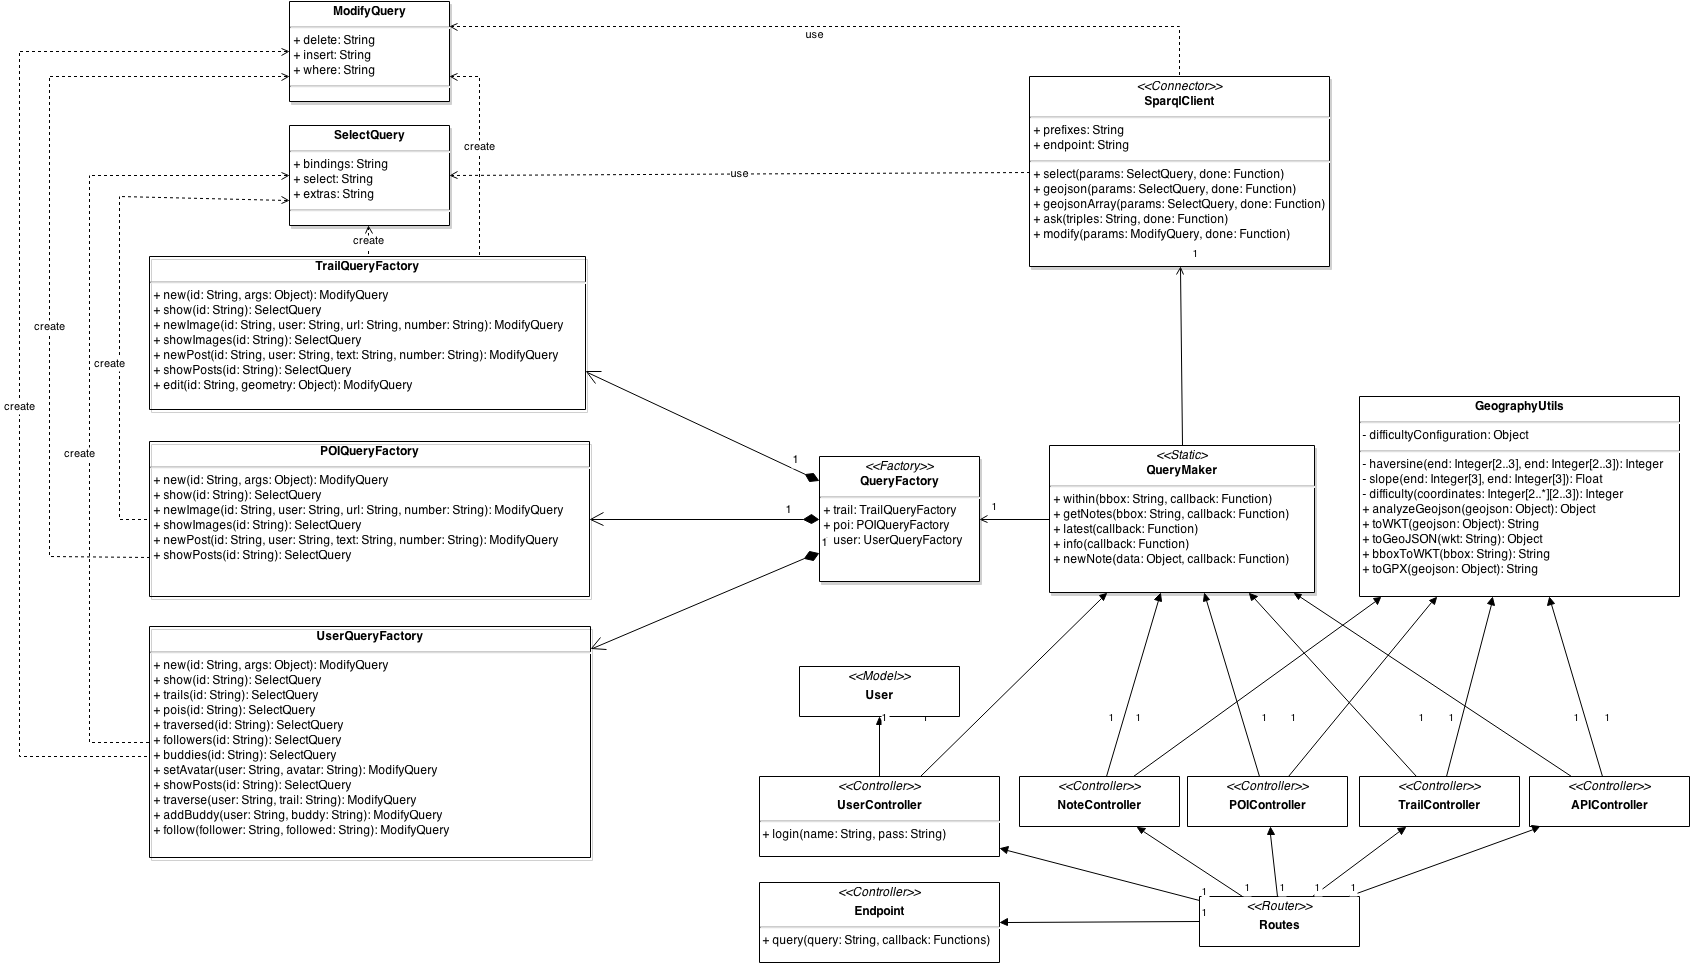 ModifyQuery
+ delete: String
+ insert: String
+ where: String
use
<<Connector>>
SparqlClient
+ prefixes: String
+ endpoint: String
+ select(params: SelectQuery, done: Function)
+ geojson(params: SelectQuery, done: Function)
+ geojsonArray(params: SelectQuery, done: Function)
+ ask(triples: String, done: Function)
+ modify(params: ModifyQuery, done: Function)
1
SelectQuery
+ bindings: String
+ select: String
+ extras: String
create
use
create
TrailQueryFactory
+ new(id: String, args: Object): ModifyQuery
+ show(id: String): SelectQuery
+ newImage(id: String, user: String, url: String, number: String): ModifyQuery
+ showImages(id: String): SelectQuery
+ newPost(id: String, user: String, text: String, number: String): ModifyQuery
+ showPosts(id: String): SelectQuery
+ edit(id: String, geometry: Object): ModifyQuery
create
create
create
create
POIQueryFactory
+ new(id: String, args: Object): ModifyQuery
+ show(id: String): SelectQuery
+ newImage(id: String, user: String, url: String, number: String): ModifyQuery
+ showImages(id: String): SelectQuery
+ newPost(id: String, user: String, text: String, number: String): ModifyQuery
+ showPosts(id: String): SelectQuery
1
1
1
<<Factory>>
QueryFactory
+ trail: TrailQueryFactory
+ poi: POIQueryFactory
user: UserQueryFactory
1
<<Static>
QueryMaker
+ within(bbox: String, callback: Function)
+ getNotes(bbox: String, callback: Function)
+ latest(callback: Function)
+ info(callback: Function)
+ newNote(data: Object, callback: Function)
GeographyUtils
- difficultyConfiguration: Object
- haversine(end: Integer[2..3], end: Integer[2..3]): Integer
- slope(end: Integer[3], end: Integer[3]): Float
- difficulty(coordinates: Integer[2..*][2..3]): Integer
+ analyzeGeojson(geojson: Object): Object
+ toWKT(geojson: Object): String
+ toGeoJSON(wkt: String): Object
+ bboxToWKT(bbox: String): String
+ toGPX(geojson: Object): String
UserQueryFactory
+ new(id: String, args: Object): ModifyQuery
+ show(id: String): SelectQuery
+ trails(id: String): SelectQuery
+ pois(id: String): SelectQuery
+ traversed(id: String): SelectQuery
+ followers(id: String): SelectQuery
+ buddies(id: String): SelectQuery
+ setAvatar(user: String, avatar: String): ModifyQuery
+ showPosts(id: String): SelectQuery
+ traverse(user: String, trail: String): ModifyQuery
+ addBuddy(user: String, buddy: String): ModifyQuery
+ follow(follower: String, followed: String): ModifyQuery
<<Model>>
User
1
1
1
1
1
1
1
1
1
<<Controller>>
UserController
+ login(name: String, pass: String)
<<Controller>>
NoteController
<<Controller>>
POIController
<<Controller>>
TrailController
<<Controller>>
APIController
<<Controller>>
Endpoint
+ query(query: String, callback: Functions)
1
1
1
1
1
1
<<Router>>
Routes